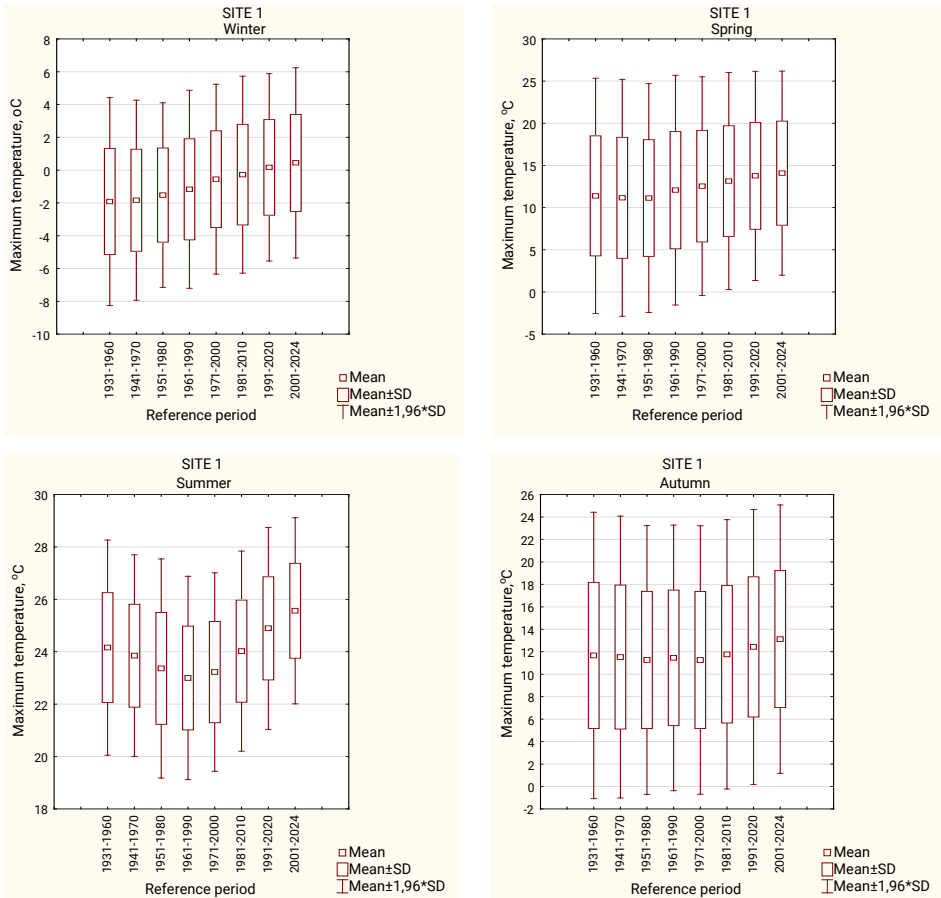 SITE 1
Winter
Maximum temperature, oC
8
6
4
2
0
-2
-4
-6
-8
-10
1931-1960
1941-1970
1951-1980
1961-1990
1971-2000
1981-2010
1991-2020
2001-2024
Reference period
Mean
Mean±SD
Mean±1,96*SD
SITE 1
Spring
Maximum temperature, °C
30
25
20
15
10
5
0
-5
1931-1960
1941-1970
1951-1980
1961-1990
1971-2000
1981-2010
1991-2020
2001-2024
Reference period
Mean
Mean±SD
Mean±1,96*SD
SITE 1
Summer
Maximum temperature, °C
30
28
26
24
22
20
18
1931-1960
1941-1970
1951-1980
1961-1990
1971-2000
1981-2010
1991-2020
2001-2024
Reference period
Mean
Mean±SD
Mean±1,96*SD
SITE 1
Autumn
Maximum temperature,°C
26
24
22
20
18
16
14
12
10
8
6
4
2
0
-2
1931-1960
1941-1970
1951-1980
1961-1990
1971-2000
1981-2010
1991-2020
2001-2024
Reference period
Mean
Mean±SD
Mean±1,96*SD